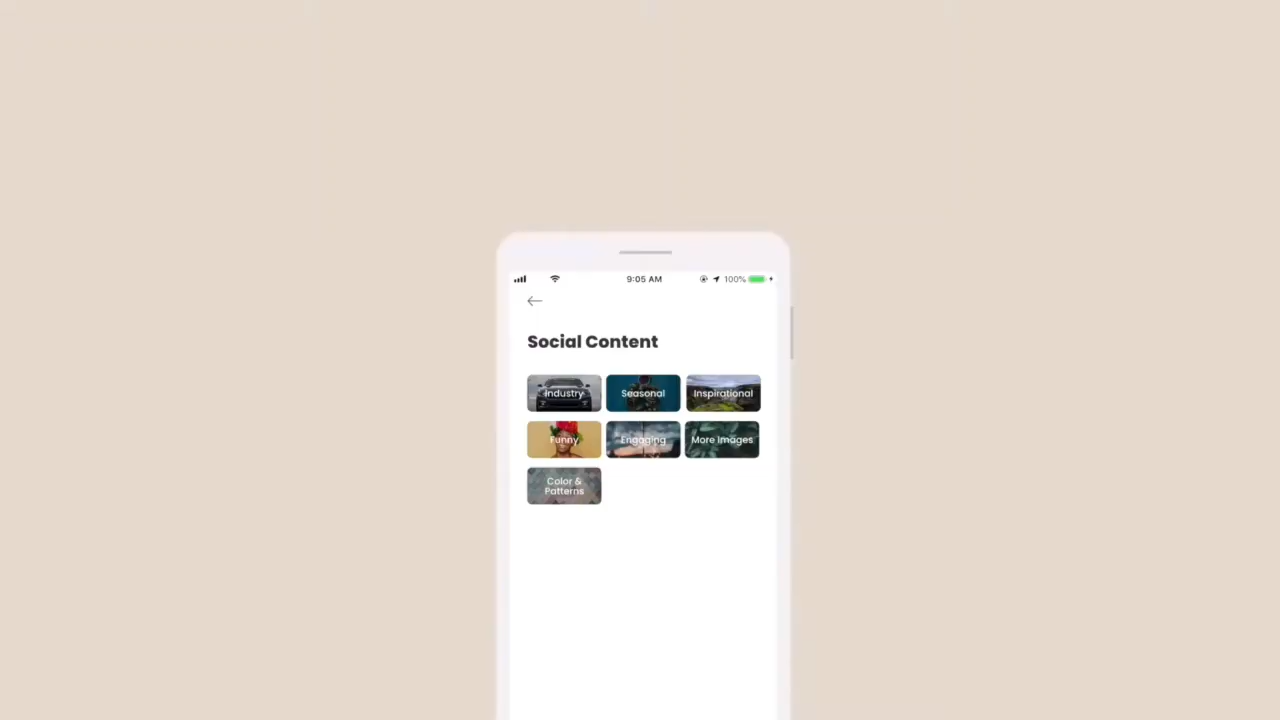 9:05 AM
100%
Social Content
Industry
Seasonal
Inspirational
Funny
Engaging
More Images
Color &
Patterns